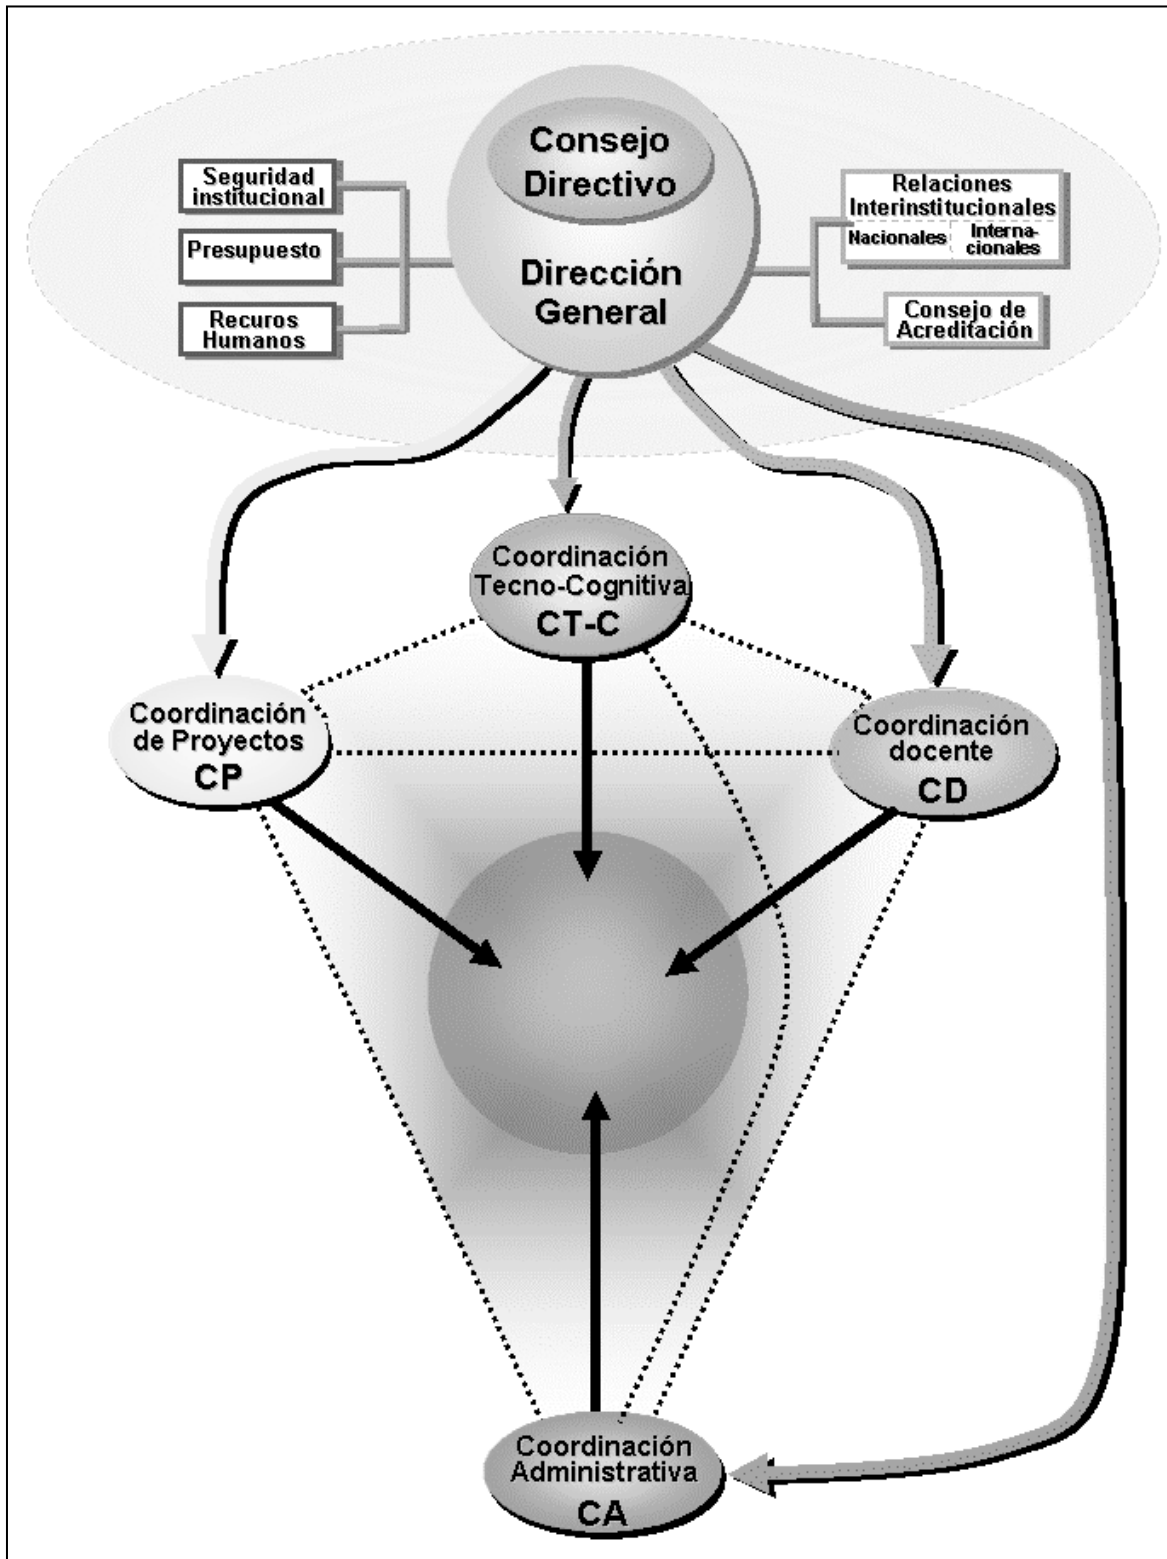 Consejo
Directivo
Dirección
General
Seguridad
institucional
Presupuesto
Recuros
Humanos
Relaciones
Interinstitucionales
Nacionales
Interna-
cionales
Consejo de
Acreditación
Coordinación
Tecno-Cognitiva
CT-C
Coordinación
de Proyectos
CP
Coordinación
docente
CD
Coordinación
Administrativa
CA